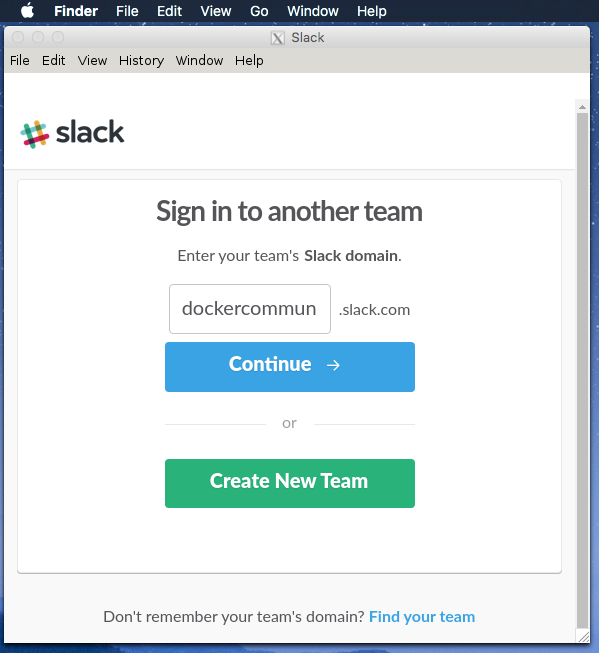 Finder File Edit View Go Window Help
Slack
File Edit View History Window Help
slack
Sign in to another team
Enter your team's Slack domain.
dockercommun .slack.com
Continue →
or
Create New Team
Don't remember your team's domain? Find your team